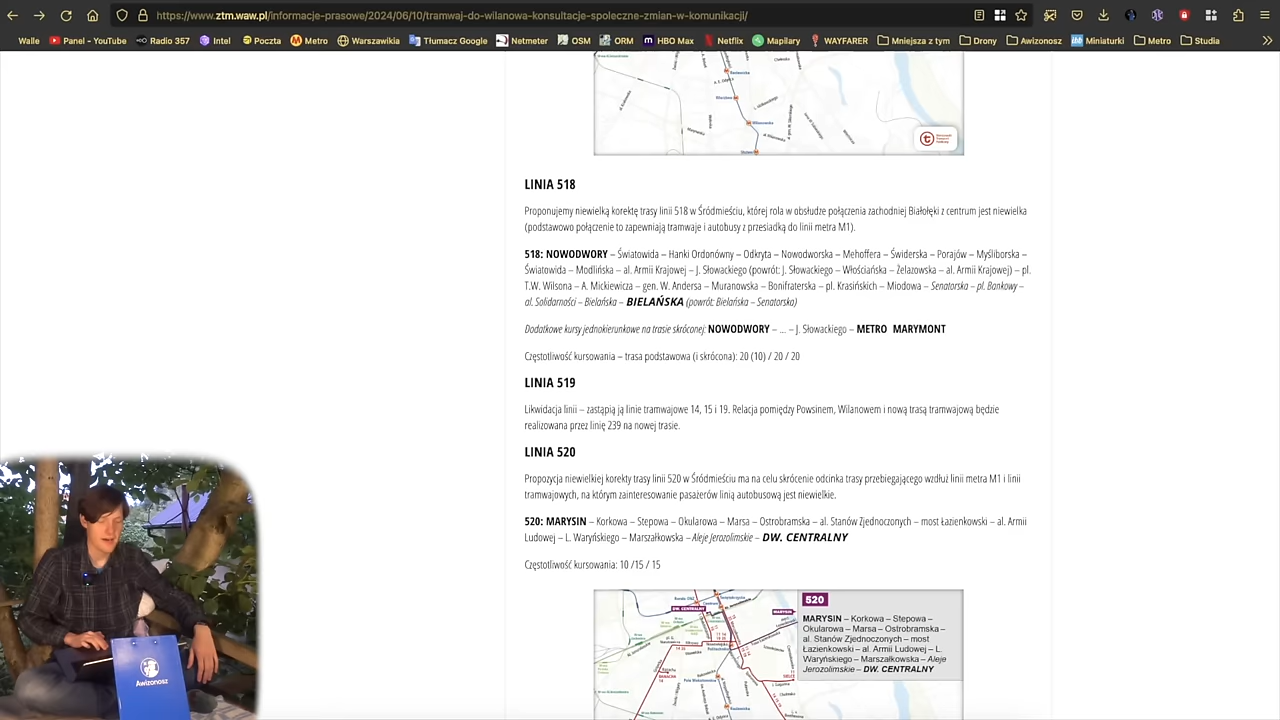 https://www.ztm.waw.pl/informacje-prasowe/2024/06/10/tramwaj-do-wilanowa-konsultacje-spoleczne-zmian-w-komunikacji/
Walle Panel - YouTube Radio 357 Intel Poczta Metro Warszawikia Tłumacz Google Netmeter OSM ORM HBO Max Netflix Mapilary WAYFARER Mniejsza z tym Drony Awizonosz Miniaturki Metro Studia
LINIA 518
Proponujemy niewielką korektę trasy linii 518 w Śródmieściu, której rola w obsłudze połączenia zachodniej Białołęki z centrum jest niewielka
(podstawowo połączenie to zapewniają tramwaje i autobusy z przesiadką do linii metra M1).
518: NOWODWORY – Światowida – Hanki Ordonówny – Odkryta – Nowodworska – Mehoffera – Świderska – Porajów – Myśliborska –
Światowida – Modlińska – al. Armii Krajowej – J. Słowackiego (powrót: J. Słowackiego – Włościańska – Żelazowska – al. Armii Krajowej) – pl.
T.W. Wilsona – A. Mickiewicza – gen. W. Andersa – Muranowska – Bonifraterska – pl. Krasińskich – Miodowa – Senatorska – pl. Bankowy –
al. Solidarności – Bielańska – BIELAŃSKA (powrót: Bielańska – Senatorska)
Dodatkowe kursy jednokierunkowe na trasie skróconej: NOWODWORY – ... – J. Słowackiego – METRO MARYMONT
Częstotliwość kursowania – trasa podstawowa (i skrócona): 20 (10) / 20 / 20
LINIA 519
Likwidacja linii – zastąpią ją linie tramwajowe 14, 15 i 19. Relacja pomiędzy Powsinem, Wilanowem i nową trasą tramwajową będzie
realizowana przez linię 239 na nowej trasie.
LINIA 520
Propozycja niewielkiej korekty trasy linii 520 w Śródmieściu ma na celu skrócenie odcinka trasy przebiegającego wzdłuż linii metra M1 i linii
tramwajowych, na którym zainteresowanie pasażerów linią autobusową jest niewielkie.
520: MARYSIN – Korkowa – Stepowa – Okularowa – Marsa – Ostrobramska – al. Stanów Zjednoczonych – most Łazienkowski – al. Armii
Ludowej – L. Waryńskiego – Marszałkowska – Aleje Jerozolimskie – DW. CENTRALNY
Częstotliwość kursowania: 10 /15 / 15
DW. CENTRALNY
520
MARYSIN – Korkowa – Stepowa –
Okularowa – Marsa – Ostrobramska –
al. Stanów Zjednoczonych – most
Łazienkowski – al. Armii Ludowej – L.
Waryńskiego – Marszałkowska – Aleje
Jerozolimskie – DW. CENTRALNY
Awizonosz